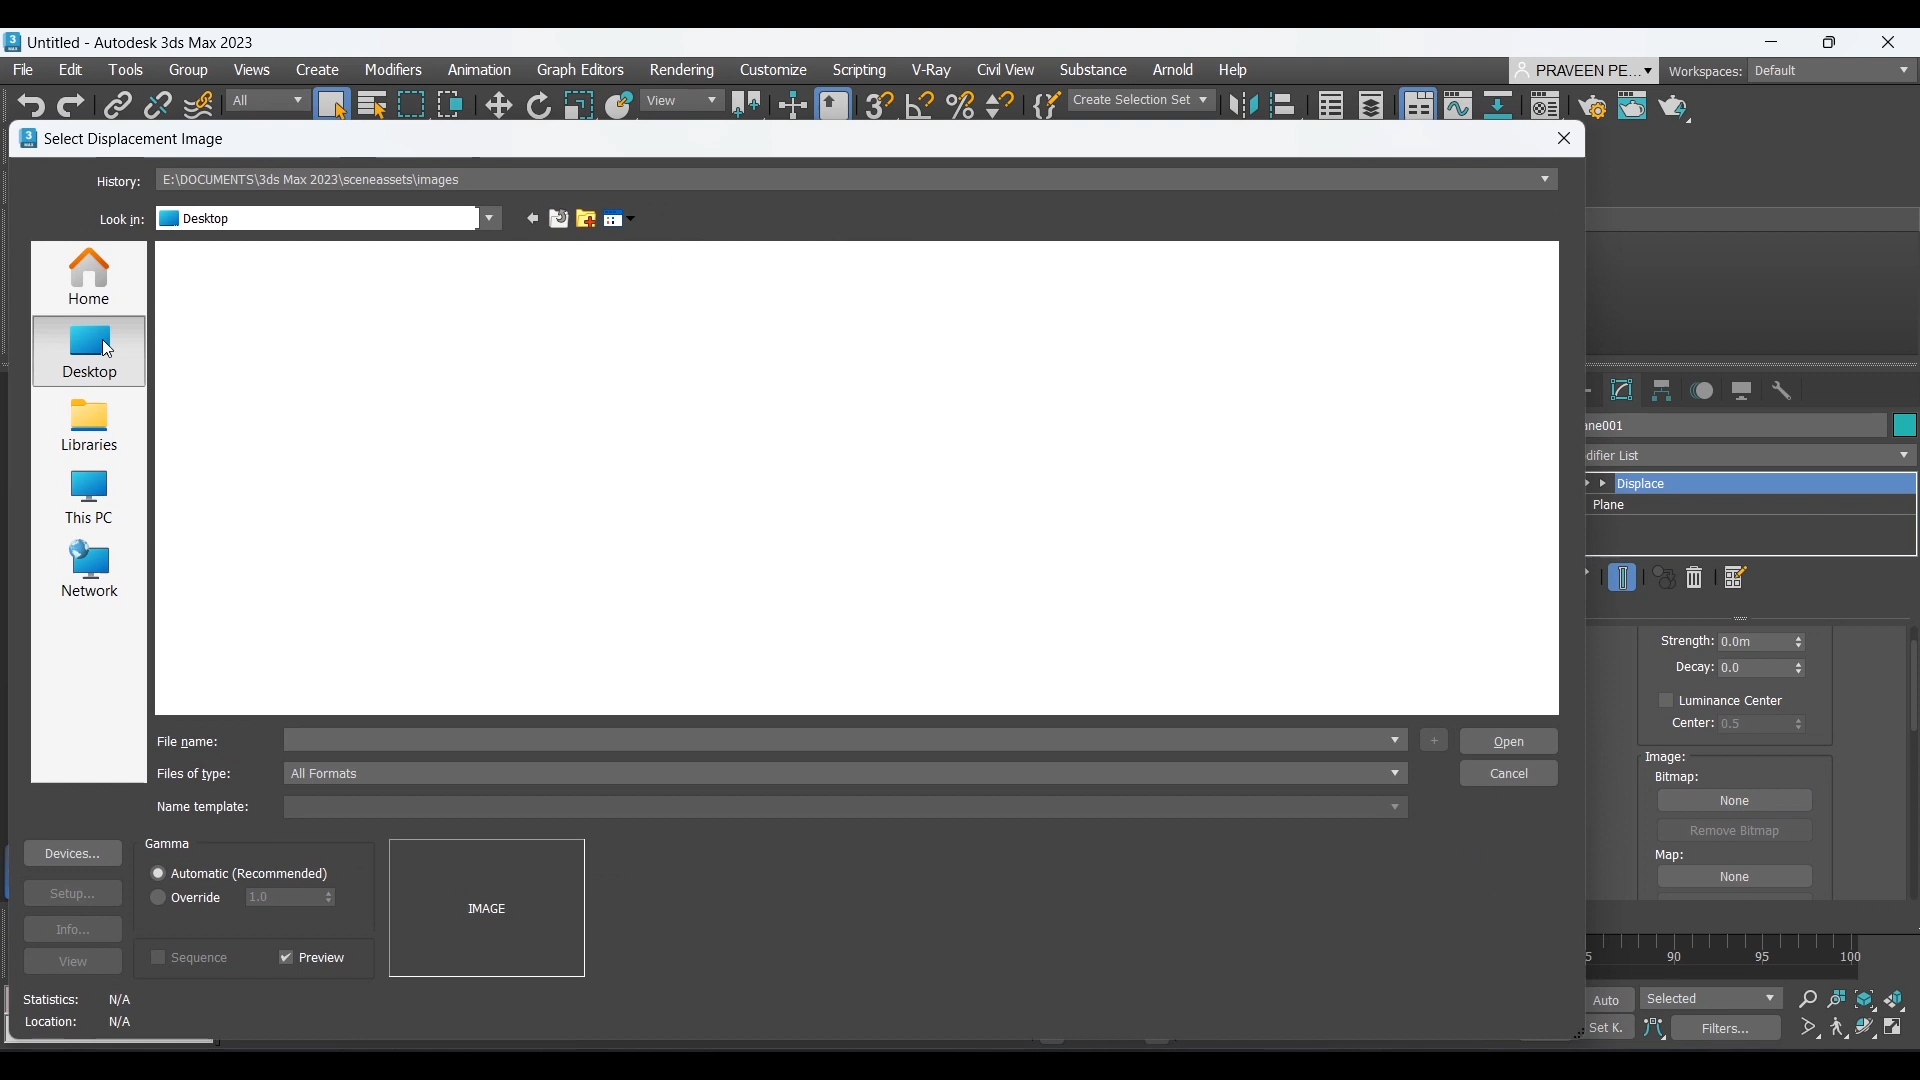 Untitled - Autodesk 3ds Max 2023
File Edit Tools Group Views Create Modifiers Animation Graph Editors Rendering Customize Scripting V-Ray Civil View Substance Arnold Help PRAVEEN PE... Workspaces: Default
All View Create Selection Set
Select Displacement Image
History: E:\DOCUMENTS\3ds Max 2023\sceneassets\images
Look in: Desktop
Home
Desktop
Libraries
This PC
Network
File name: + Open
Files of type: All Formats Cancel
Name template:
Devices...
Setup...
Info...
View
Gamma
Automatic (Recommended)
Override 1.0
Sequence Preview
IMAGE
Statistics: N/A
Location: N/A
ane001
difier List
Displace
Plane
Strength: 0.0m
Decay: 0.0
Luminance Center
Center: 0.5
Image:
Bitmap:
None
Remove Bitmap
Map:
None
5 90 95 100
Auto Selected
Set K. Filters...